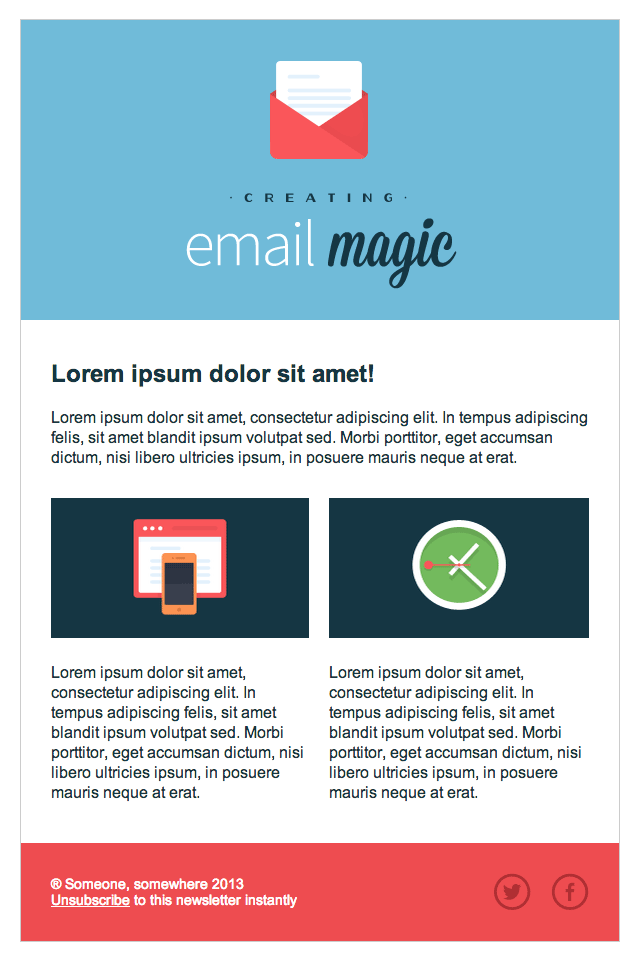 · CREATING ·
email magic
Lorem ipsum dolor sit amet!
Lorem ipsum dolor sit amet, consectetur adipiscing elit. In tempus adipiscing
felis, sit amet blandit ipsum volutpat sed. Morbi porttitor, eget accumsan
dictum, nisi libero ultricies ipsum, in posuere mauris neque at erat.
Lorem ipsum dolor sit amet,
consectetur adipiscing elit. In
tempus adipiscing felis, sit amet
blandit ipsum volutpat sed. Morbi
porttitor, eget accumsan dictum, nisi
libero ultricies ipsum, in posuere
mauris neque at erat.
Lorem ipsum dolor sit amet,
consectetur adipiscing elit. In
tempus adipiscing felis, sit amet
blandit ipsum volutpat sed. Morbi
porttitor, eget accumsan dictum, nisi
libero ultricies ipsum, in posuere
mauris neque at erat.
® Someone, somewhere 2013
Unsubscribe to this newsletter instantly